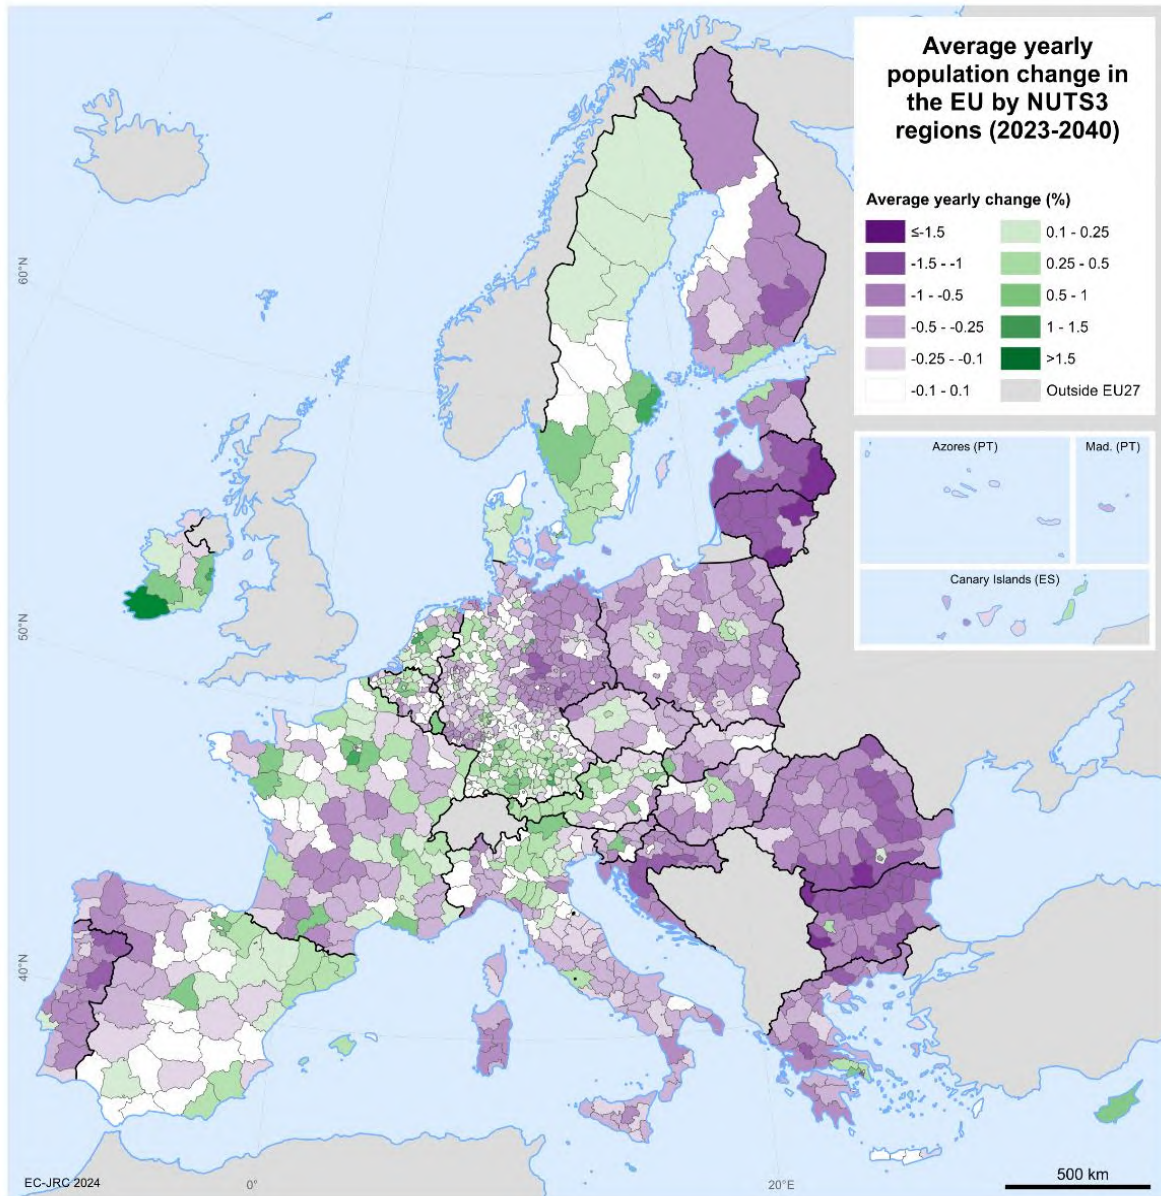 Average yearly
population change in
the EU by NUTS3
regions (2023-2040)
Average yearly change (%)
≤-1.5
-1.5 - -1
-1 - -0.5
-0.5 - -0.25
-0.25 - -0.1
-0.1 - 0.1
0.1 - 0.25
0.25 - 0.5
0.5 - 1
1 - 1.5
>1.5
Outside EU27
Azores (PT)
Mad. (PT)
Canary Islands (ES)
60°N
50°N
40°N
EC-JRC 2024
0°
20°E
500 km